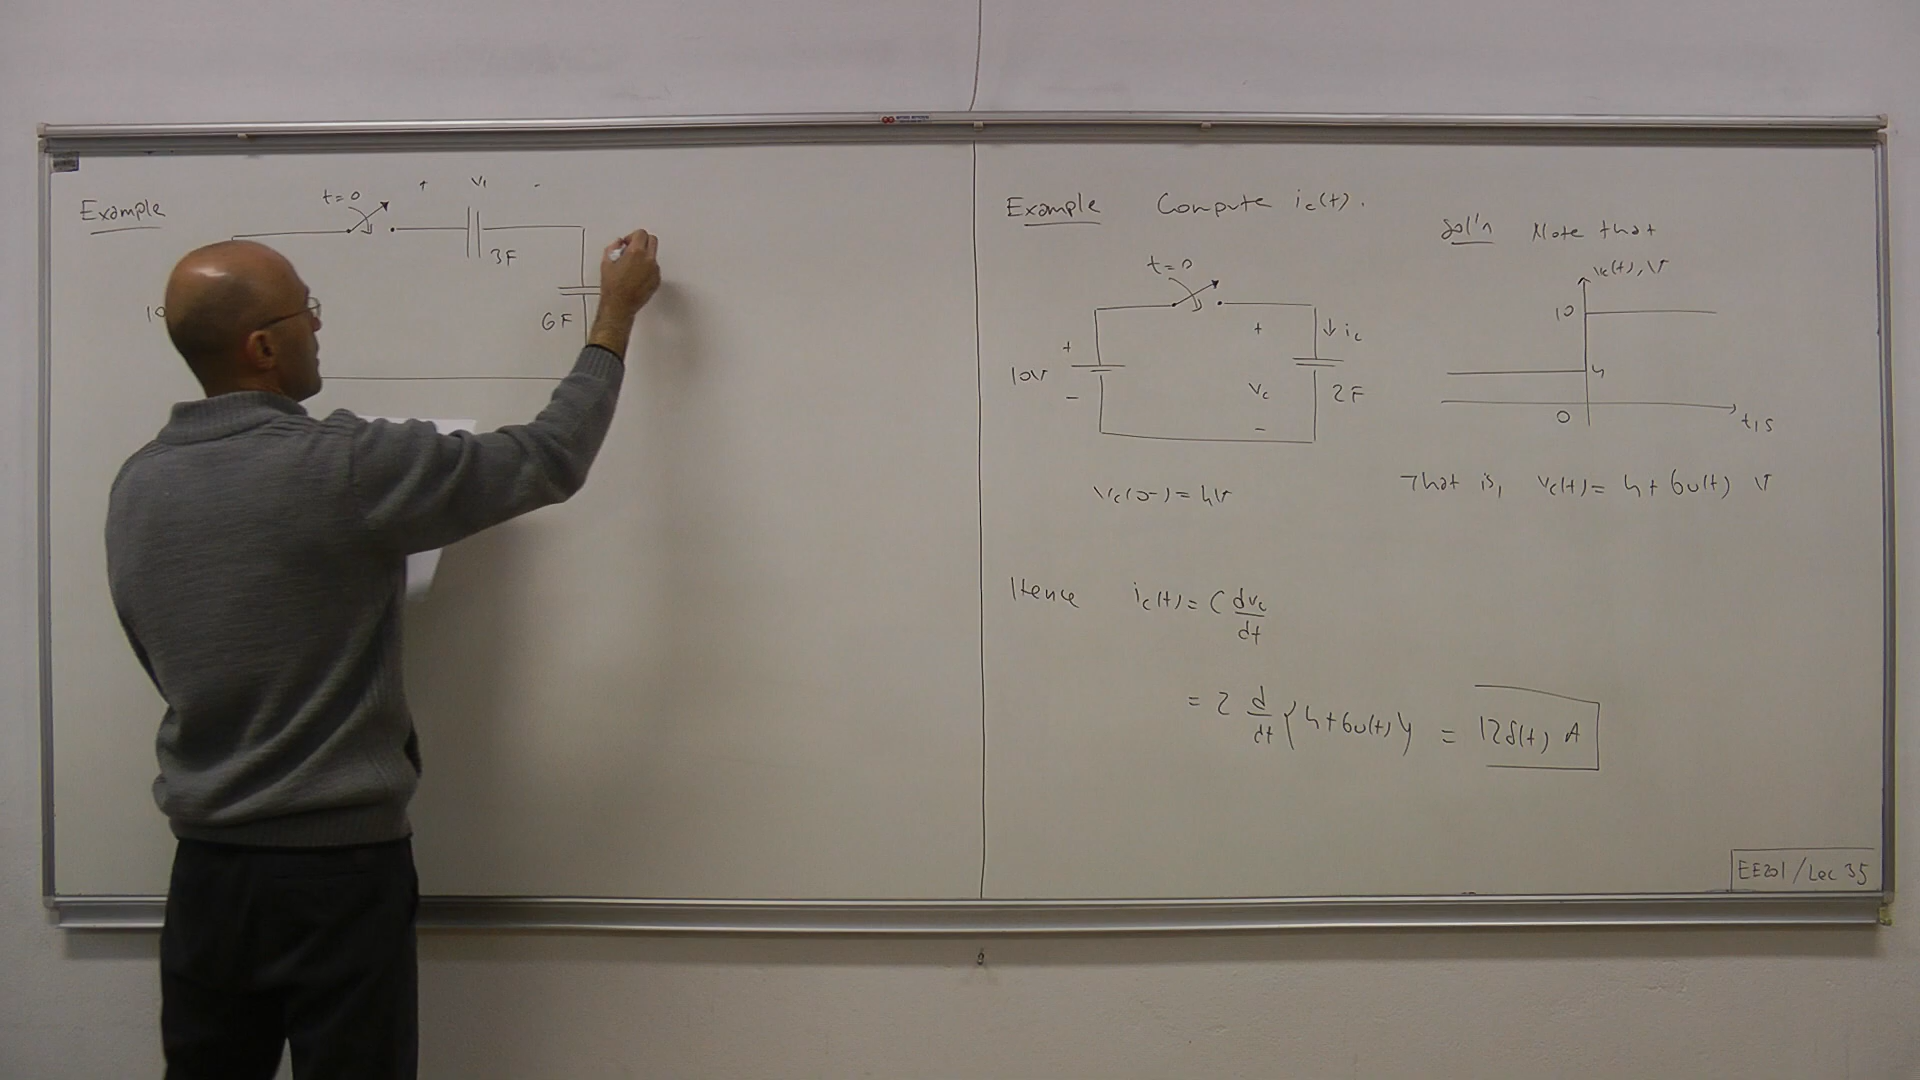 Example
t=0
+ v1 -
3F
10
6F
Example Compute ic(t).
t=0
+
10V
-
+
vc
-
↓ ic
2F
vc(0-) = 4V
Sol'n Note that
vc(t), V
10
4
0
t, s
That is, vc(t) = 4 + 6u(t) V
Hence ic(t) = C dvc/dt
= 2 d/dt {4+6u(t)} = 12δ(t) A
EE201/Lec 35